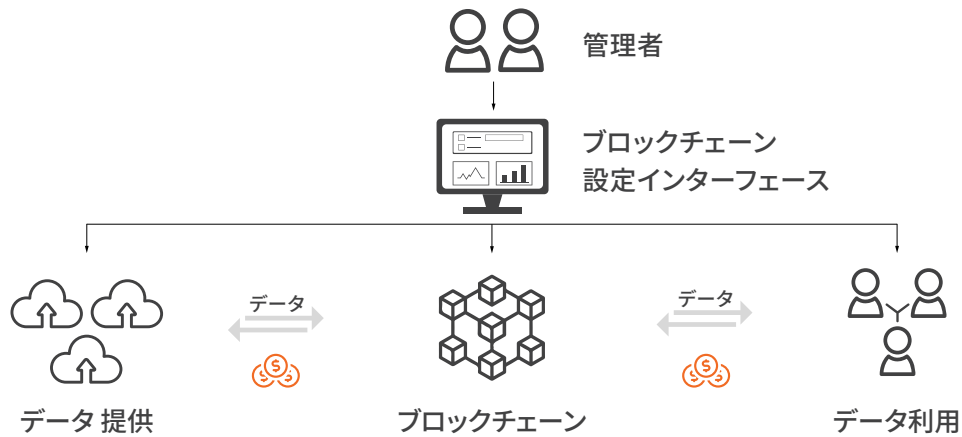 管理者
ブロックチェーン
設定インターフェース
データ
データ
データ 提供
ブロックチェーン
データ利用